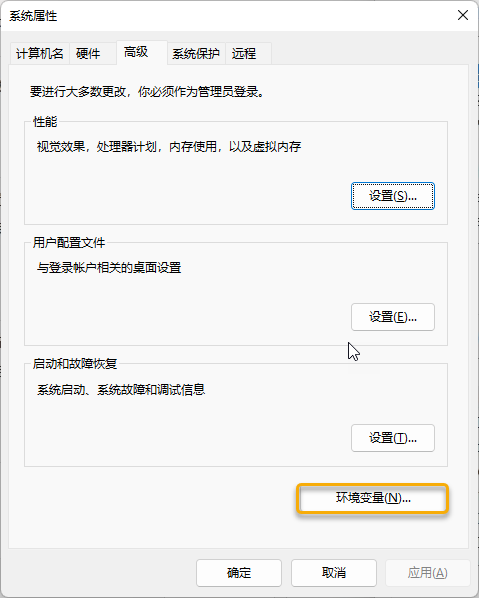 系统属性
计算机名 硬件 高级 系统保护 远程
要进行大多数更改，你必须作为管理员登录。
性能
视觉效果，处理器计划，内存使用，以及虚拟内存
设置(S)...
用户配置文件
与登录帐户相关的桌面设置
设置(E)...
启动和故障恢复
系统启动、系统故障和调试信息
设置(T)...
环境变量(N)...
确定 取消 应用(A)